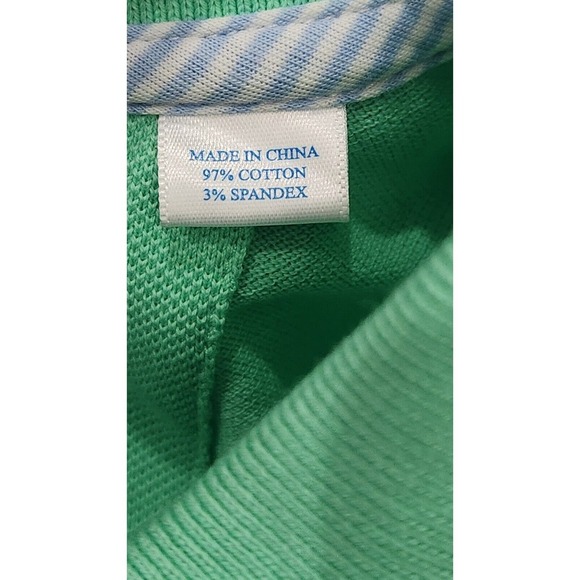 MADE IN CHINA
97% COTTON
3% SPANDEX